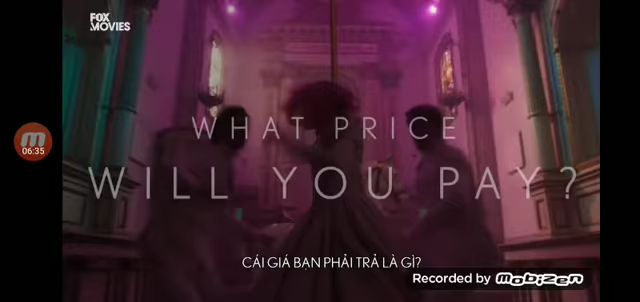 FOX
MOVIES
06:35
WHAT PRICE
WILL YOU PAY?
CÁI GIÁ BẠN PHẢI TRẢ LÀ GÌ?
Recorded by mobizen